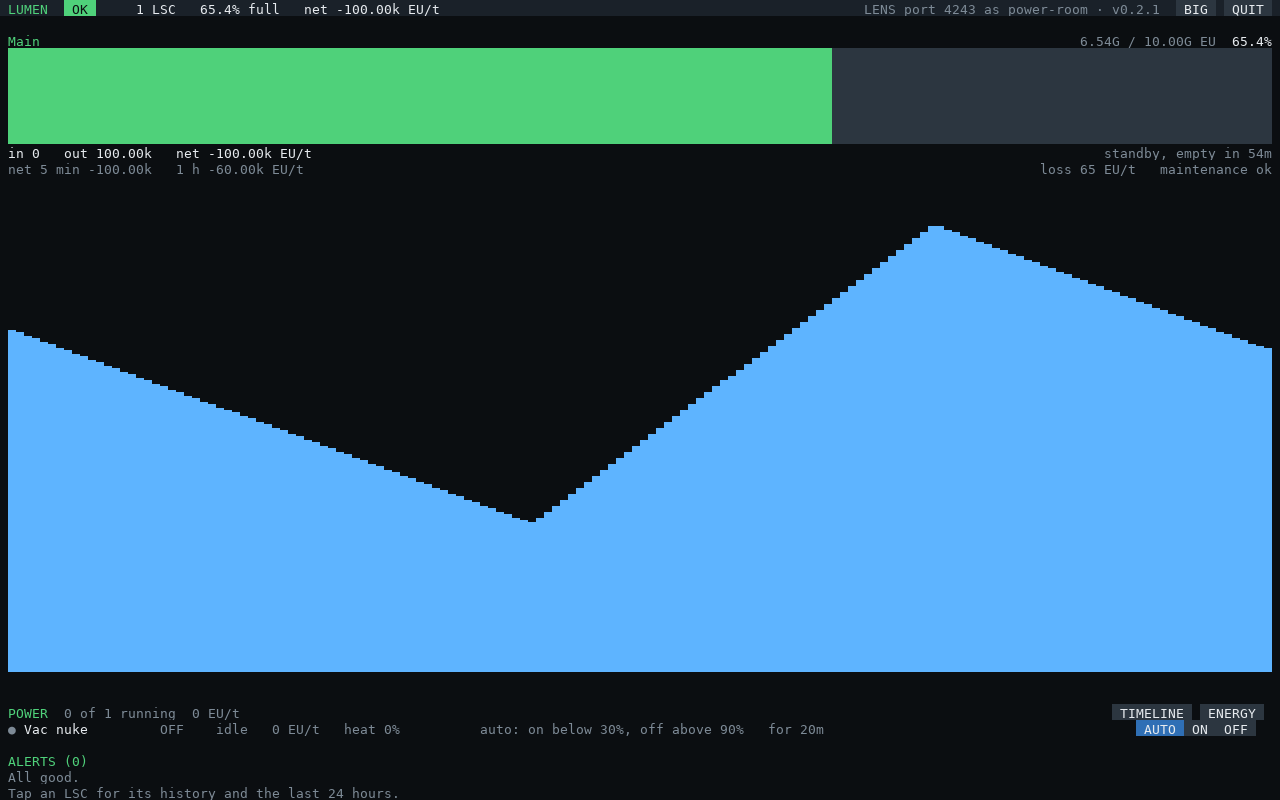 LUMEN OK 1 LSC 65.4% full net -100.00k EU/t LENS port 4243 as power-room · v0.2.1 BIG QUIT
Main 6.54G / 10.00G EU 65.4%
in 0 out 100.00k net -100.00k EU/t standby, empty in 54m
net 5 min -100.00k 1 h -60.00k EU/t loss 65 EU/t maintenance ok
POWER 0 of 1 running 0 EU/t TIMELINE ENERGY
● Vac nuke OFF idle 0 EU/t heat 0% auto: on below 30%, off above 90% for 20m AUTO ON OFF
ALERTS (0)
All good.
Tap an LSC for its history and the last 24 hours.